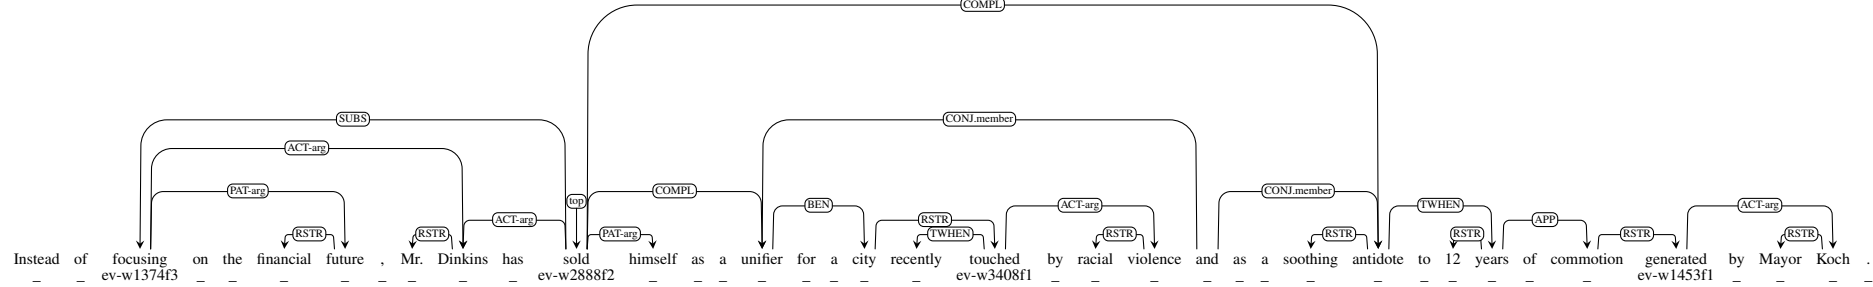 COMPL
SUBS CONJ.member
ACT-arg
PAT-arg COMPL CONJ.member
top
BEN ACT-arg TWHEN ACT-arg
ACT-arg RSTR APP
RSTR RSTR PAT-arg TWHEN RSTR RSTR RSTR RSTR RSTR
Instead of focusing on the financial future , Mr. Dinkins has sold himself as a unifier for a city recently touched by racial violence and as a soothing antidote to 12 years of commotion generated by Mayor Koch .
_ _ ev-w1374f3 _ _ _ _ _ _ _ _ ev-w2888f2 _ _ _ _ _ _ _ _ ev-w3408f1 _ _ _ _ _ _ _ _ _ _ _ _ _ ev-w1453f1 _ _ _ _